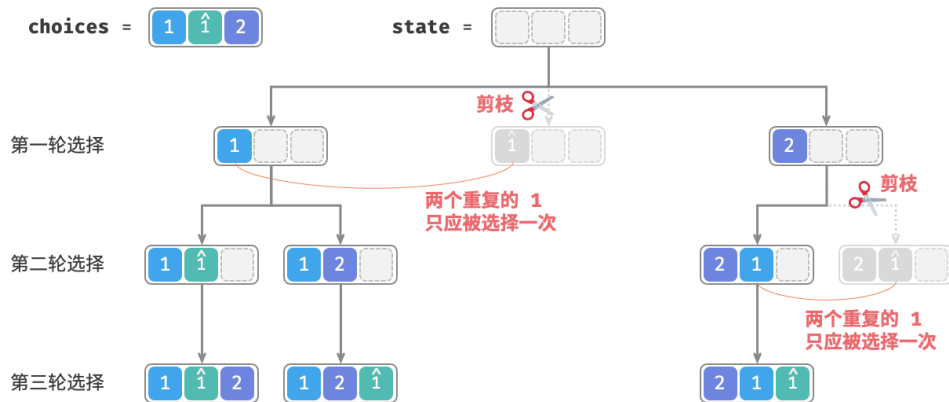 choices = 1 1̂ 2
state =
剪枝
第一轮选择
1
1̂
2
两个重复的 1
只应被选择一次
剪枝
第二轮选择
1 1̂
1 2
2 1
2 1̂
两个重复的 1
只应被选择一次
第三轮选择
1 1̂ 2
1 2 1̂
2 1 1̂